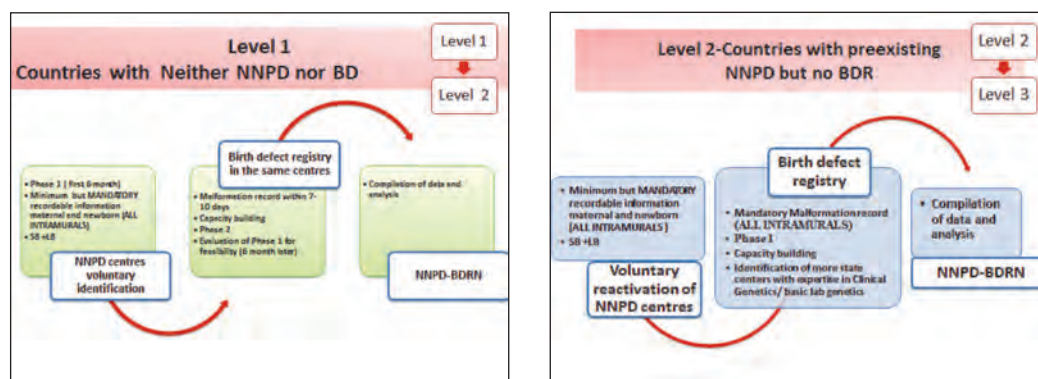 Level 1
Countries with Neither NNPD nor BD
Level 1
Level 2
• Phase 1 ( first 6 month)
• Minimum but MANDATORY
recordable information
maternal and newborn (ALL
INTRAMURALS)
• SB +LB
NNPD centres
voluntary
identification
Birth defect registry
in the same centres
• Malformation record within 7-
10 days
• Capacity building
• Phase 2
• Evaluation of Phase 1 for
feasibility (6 month later)
• Compilation of data and
analysis
NNPD-BDRN
Level 2-Countries with preexisting
NNPD but no BDR
Level 2
Level 3
• Minimum but MANDATORY
recordable information
maternal and newborn
(ALL INTRAMURALS )
• SB +LB
Voluntary
reactivation of
NNPD centres
Birth defect
registry
• Mandatory Malformation record
(ALL INTRAMURALS)
• Phase 1
• Capacity building
• Identification of more state
centers with expertise in Clinical
Genetics/ basic lab genetics
• Compilation
of data and
analysis
NNPD-BDRN